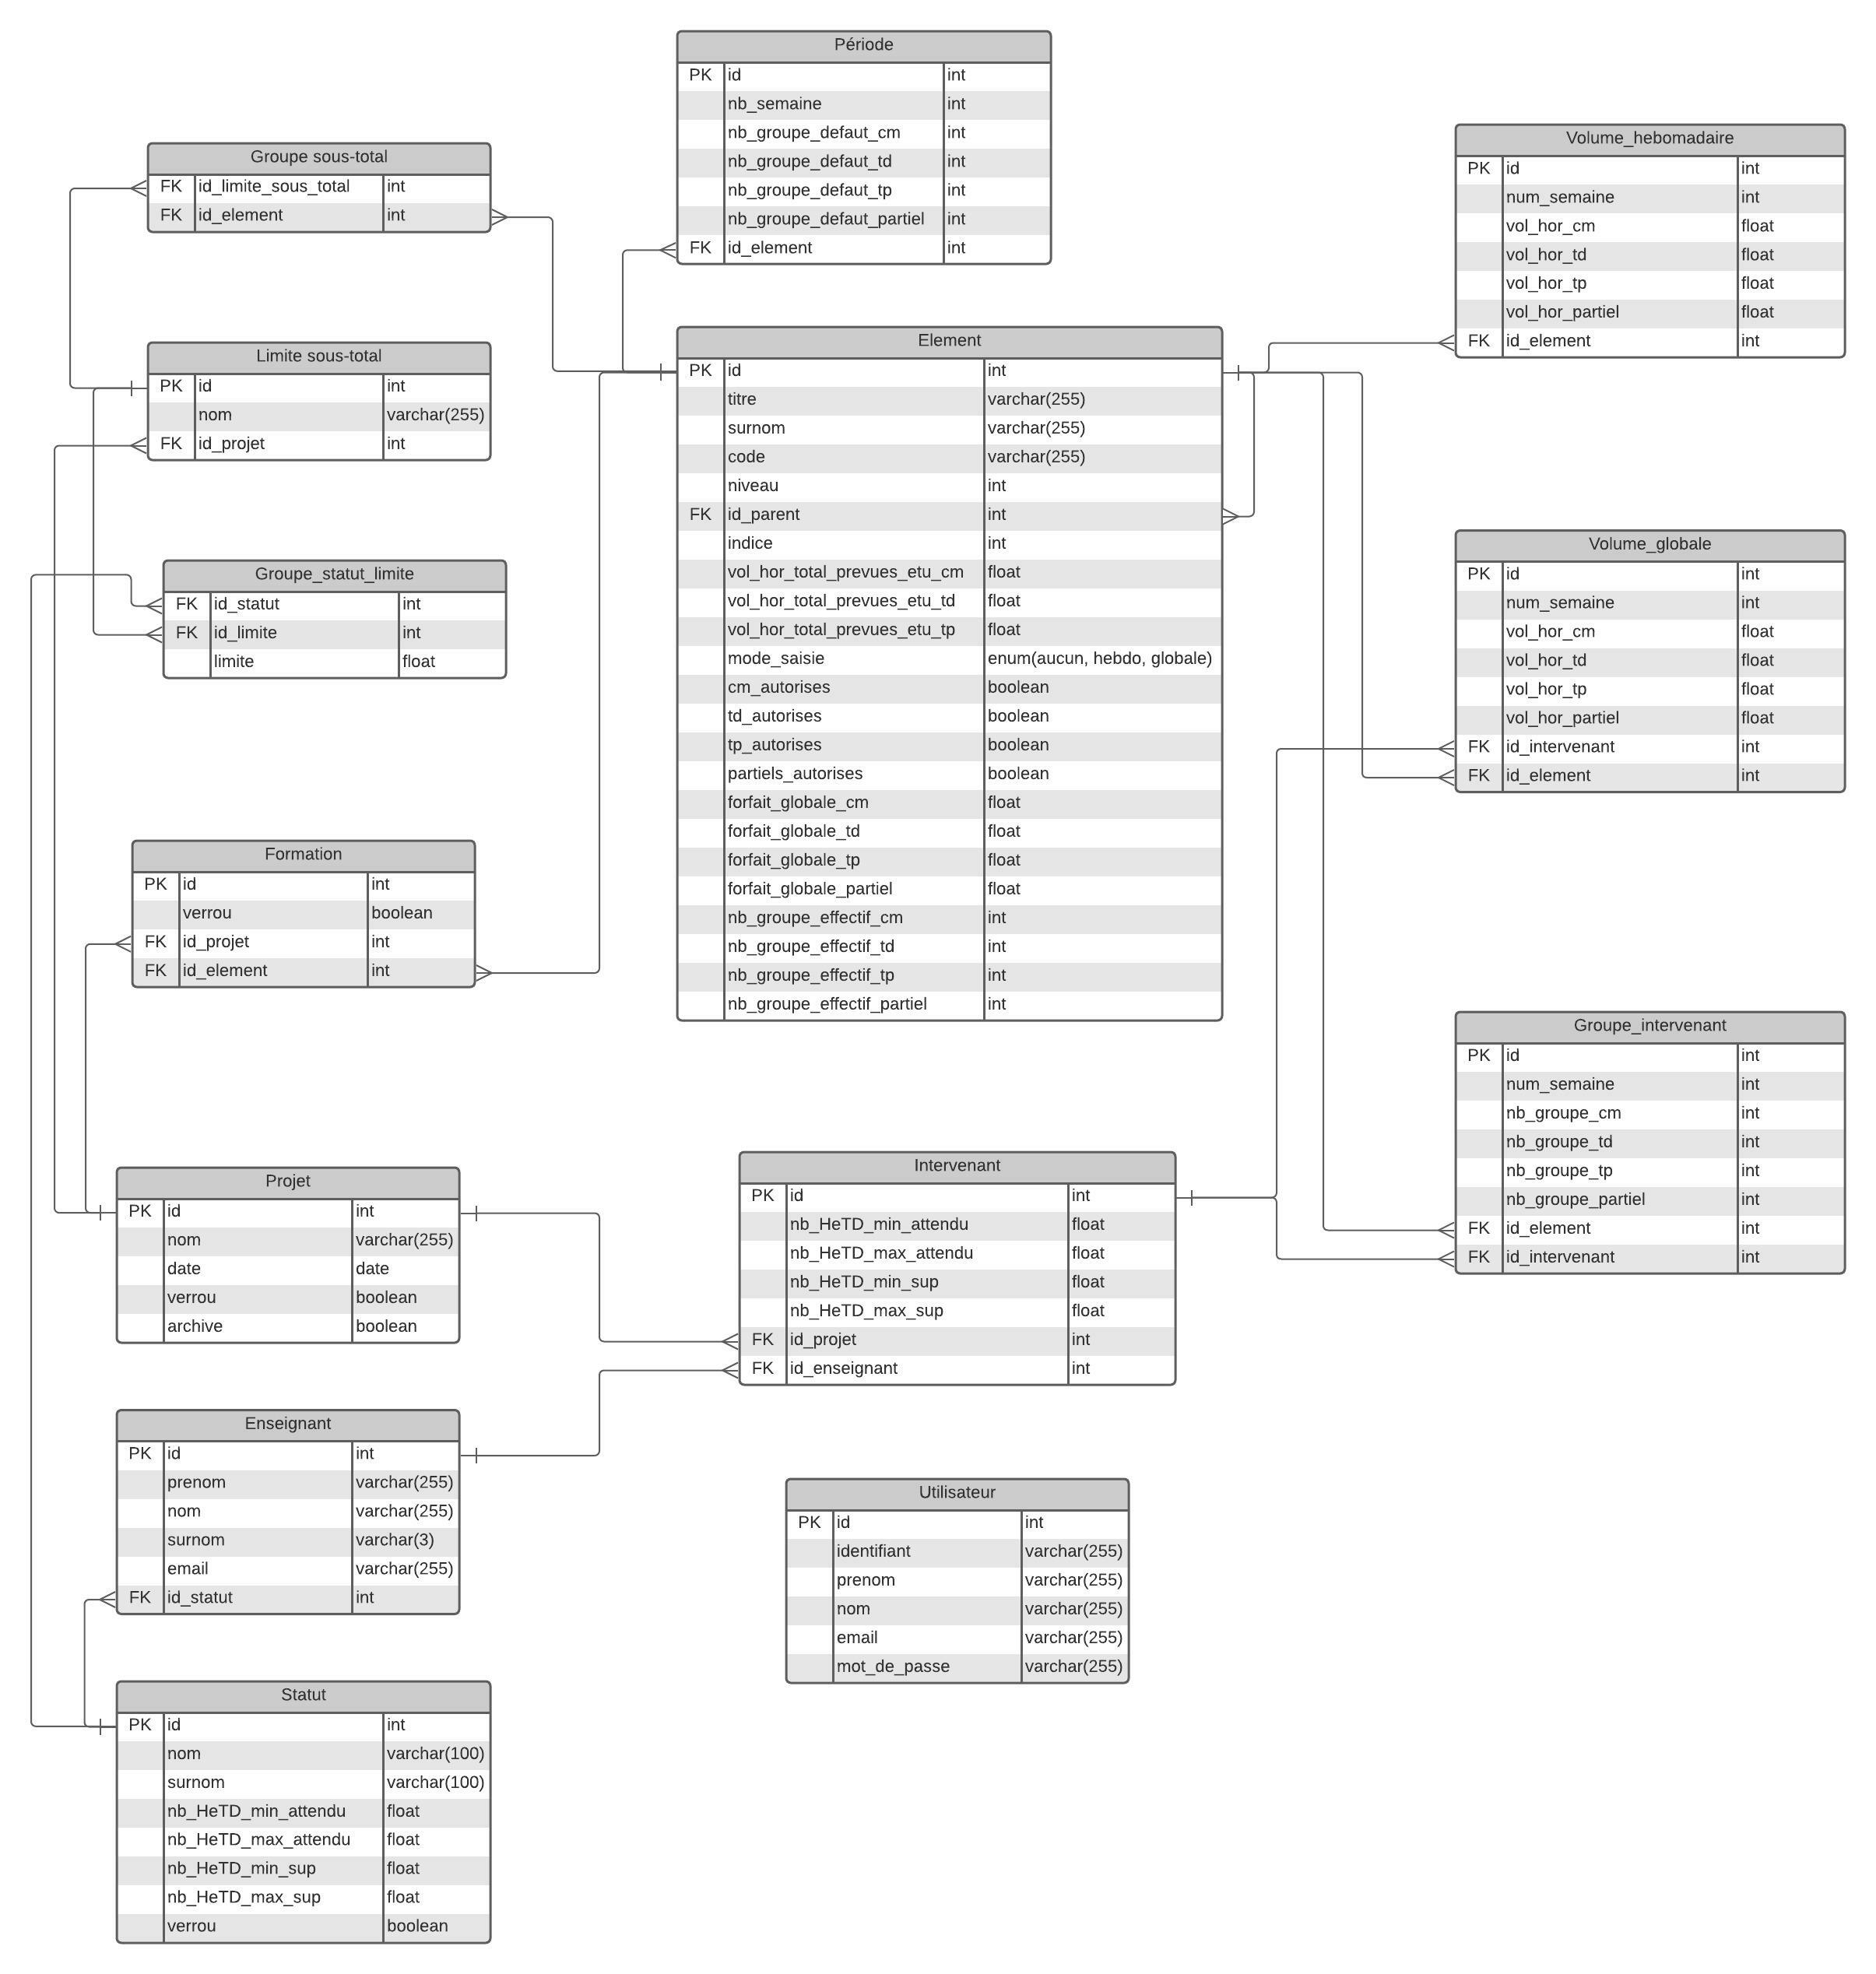 Période
PK id int
nb_semaine int
nb_groupe_defaut_cm int
nb_groupe_defaut_td int
nb_groupe_defaut_tp int
nb_groupe_defaut_partiel int
FK id_element int
Groupe sous-total
FK id_limite_sous_total int
FK id_element int
Limite sous-total
PK id int
nom varchar(255)
FK id_projet int
Groupe_statut_limite
FK id_statut int
FK id_limite int
limite float
Formation
PK id int
verrou boolean
FK id_projet int
FK id_element int
Element
PK id int
titre varchar(255)
surnom varchar(255)
code varchar(255)
niveau int
FK id_parent int
indice int
vol_hor_total_prevues_etu_cm float
vol_hor_total_prevues_etu_td float
vol_hor_total_prevues_etu_tp float
mode_saisie enum(aucun, hebdo, globale)
cm_autorises boolean
td_autorises boolean
tp_autorises boolean
partiels_autorises boolean
forfait_globale_cm float
forfait_globale_td float
forfait_globale_tp float
forfait_globale_partiel float
nb_groupe_effectif_cm int
nb_groupe_effectif_td int
nb_groupe_effectif_tp int
nb_groupe_effectif_partiel int
Volume_hebomadaire
PK id int
num_semaine int
vol_hor_cm float
vol_hor_td float
vol_hor_tp float
vol_hor_partiel float
FK id_element int
Volume_globale
PK id int
num_semaine int
vol_hor_cm float
vol_hor_td float
vol_hor_tp float
vol_hor_partiel float
FK id_intervenant int
FK id_element int
Groupe_intervenant
PK id int
num_semaine int
nb_groupe_cm int
nb_groupe_td int
nb_groupe_tp int
nb_groupe_partiel int
FK id_element int
FK id_intervenant int
Projet
PK id int
nom varchar(255)
date date
verrou boolean
archive boolean
Intervenant
PK id int
nb_HeTD_min_attendu float
nb_HeTD_max_attendu float
nb_HeTD_min_sup float
nb_HeTD_max_sup float
FK id_projet int
FK id_enseignant int
Enseignant
PK id int
prenom varchar(255)
nom varchar(255)
surnom varchar(3)
email varchar(255)
FK id_statut int
Utilisateur
PK id int
identifiant varchar(255)
prenom varchar(255)
nom varchar(255)
email varchar(255)
mot_de_passe varchar(255)
Statut
PK id int
nom varchar(100)
surnom varchar(100)
nb_HeTD_min_attendu float
nb_HeTD_max_attendu float
nb_HeTD_min_sup float
nb_HeTD_max_sup float
verrou boolean